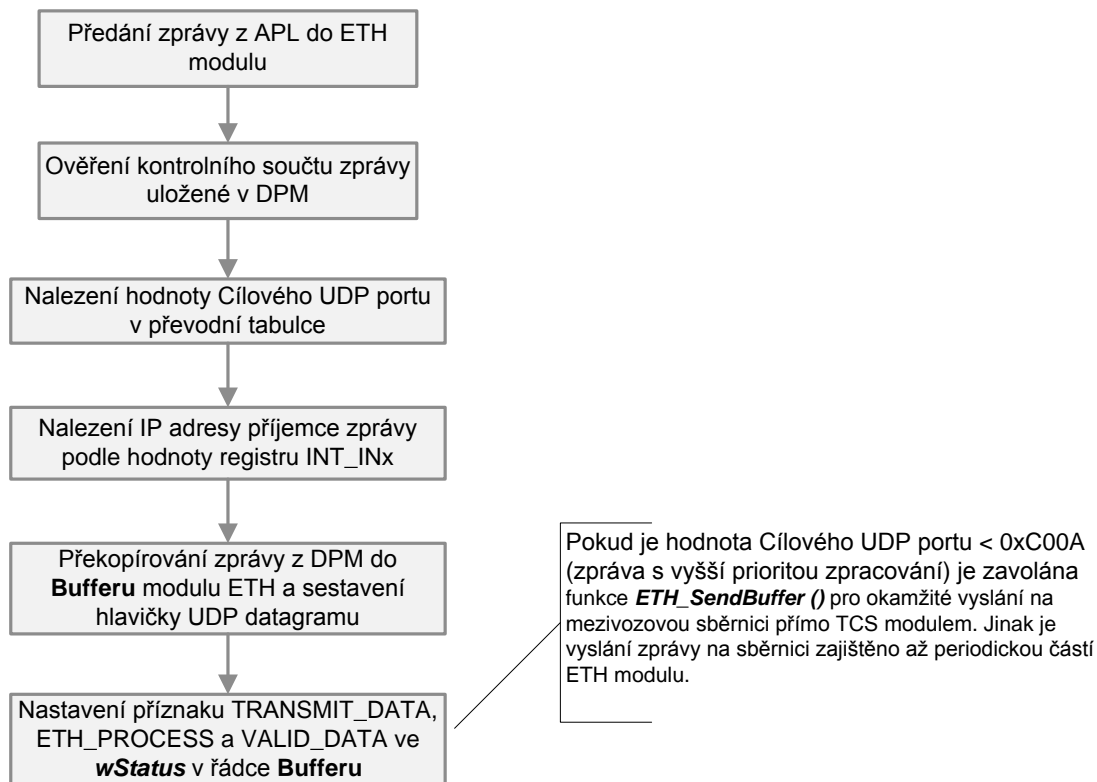 Předání zprávy z APL do ETH
modulu
Ověření kontrolního součtu zprávy
uložené v DPM
Nalezení hodnoty Cílového UDP portu
v převodní tabulce
Nalezení IP adresy příjemce zprávy
podle hodnoty registru INT_INx
Překopírování zprávy z DPM do
Bufferu modulu ETH a sestavení
hlavičky UDP datagramu
Nastavení příznaku TRANSMIT_DATA,
ETH_PROCESS a VALID_DATA ve
wStatus v řádce Bufferu
Pokud je hodnota Cílového UDP portu < 0xC00A
(zpráva s vyšší prioritou zpracování) je zavolána
funkce ETH_SendBuffer () pro okamžité vyslání na
mezivozovou sběrnici přímo TCS modulem. Jinak je
vyslání zprávy na sběrnici zajištěno až periodickou částí
ETH modulu.